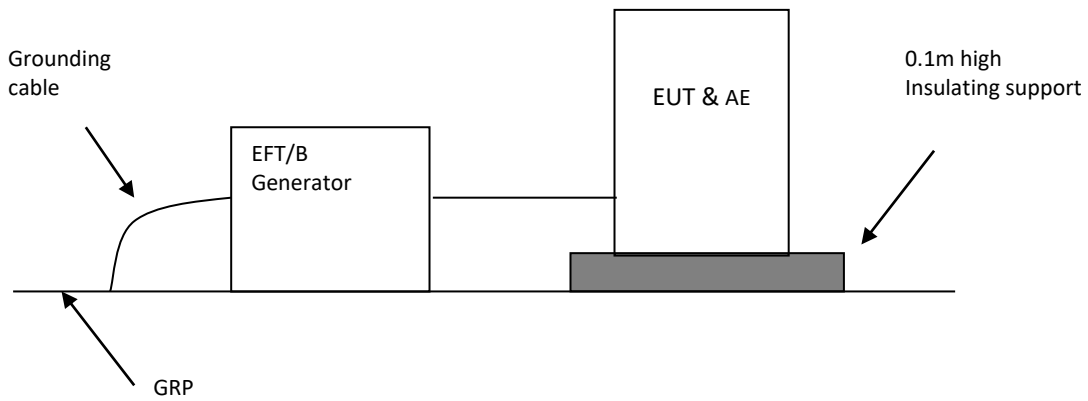 Grounding
cable
EFT/B
Generator
EUT & AE
0.1m high
Insulating support
GRP